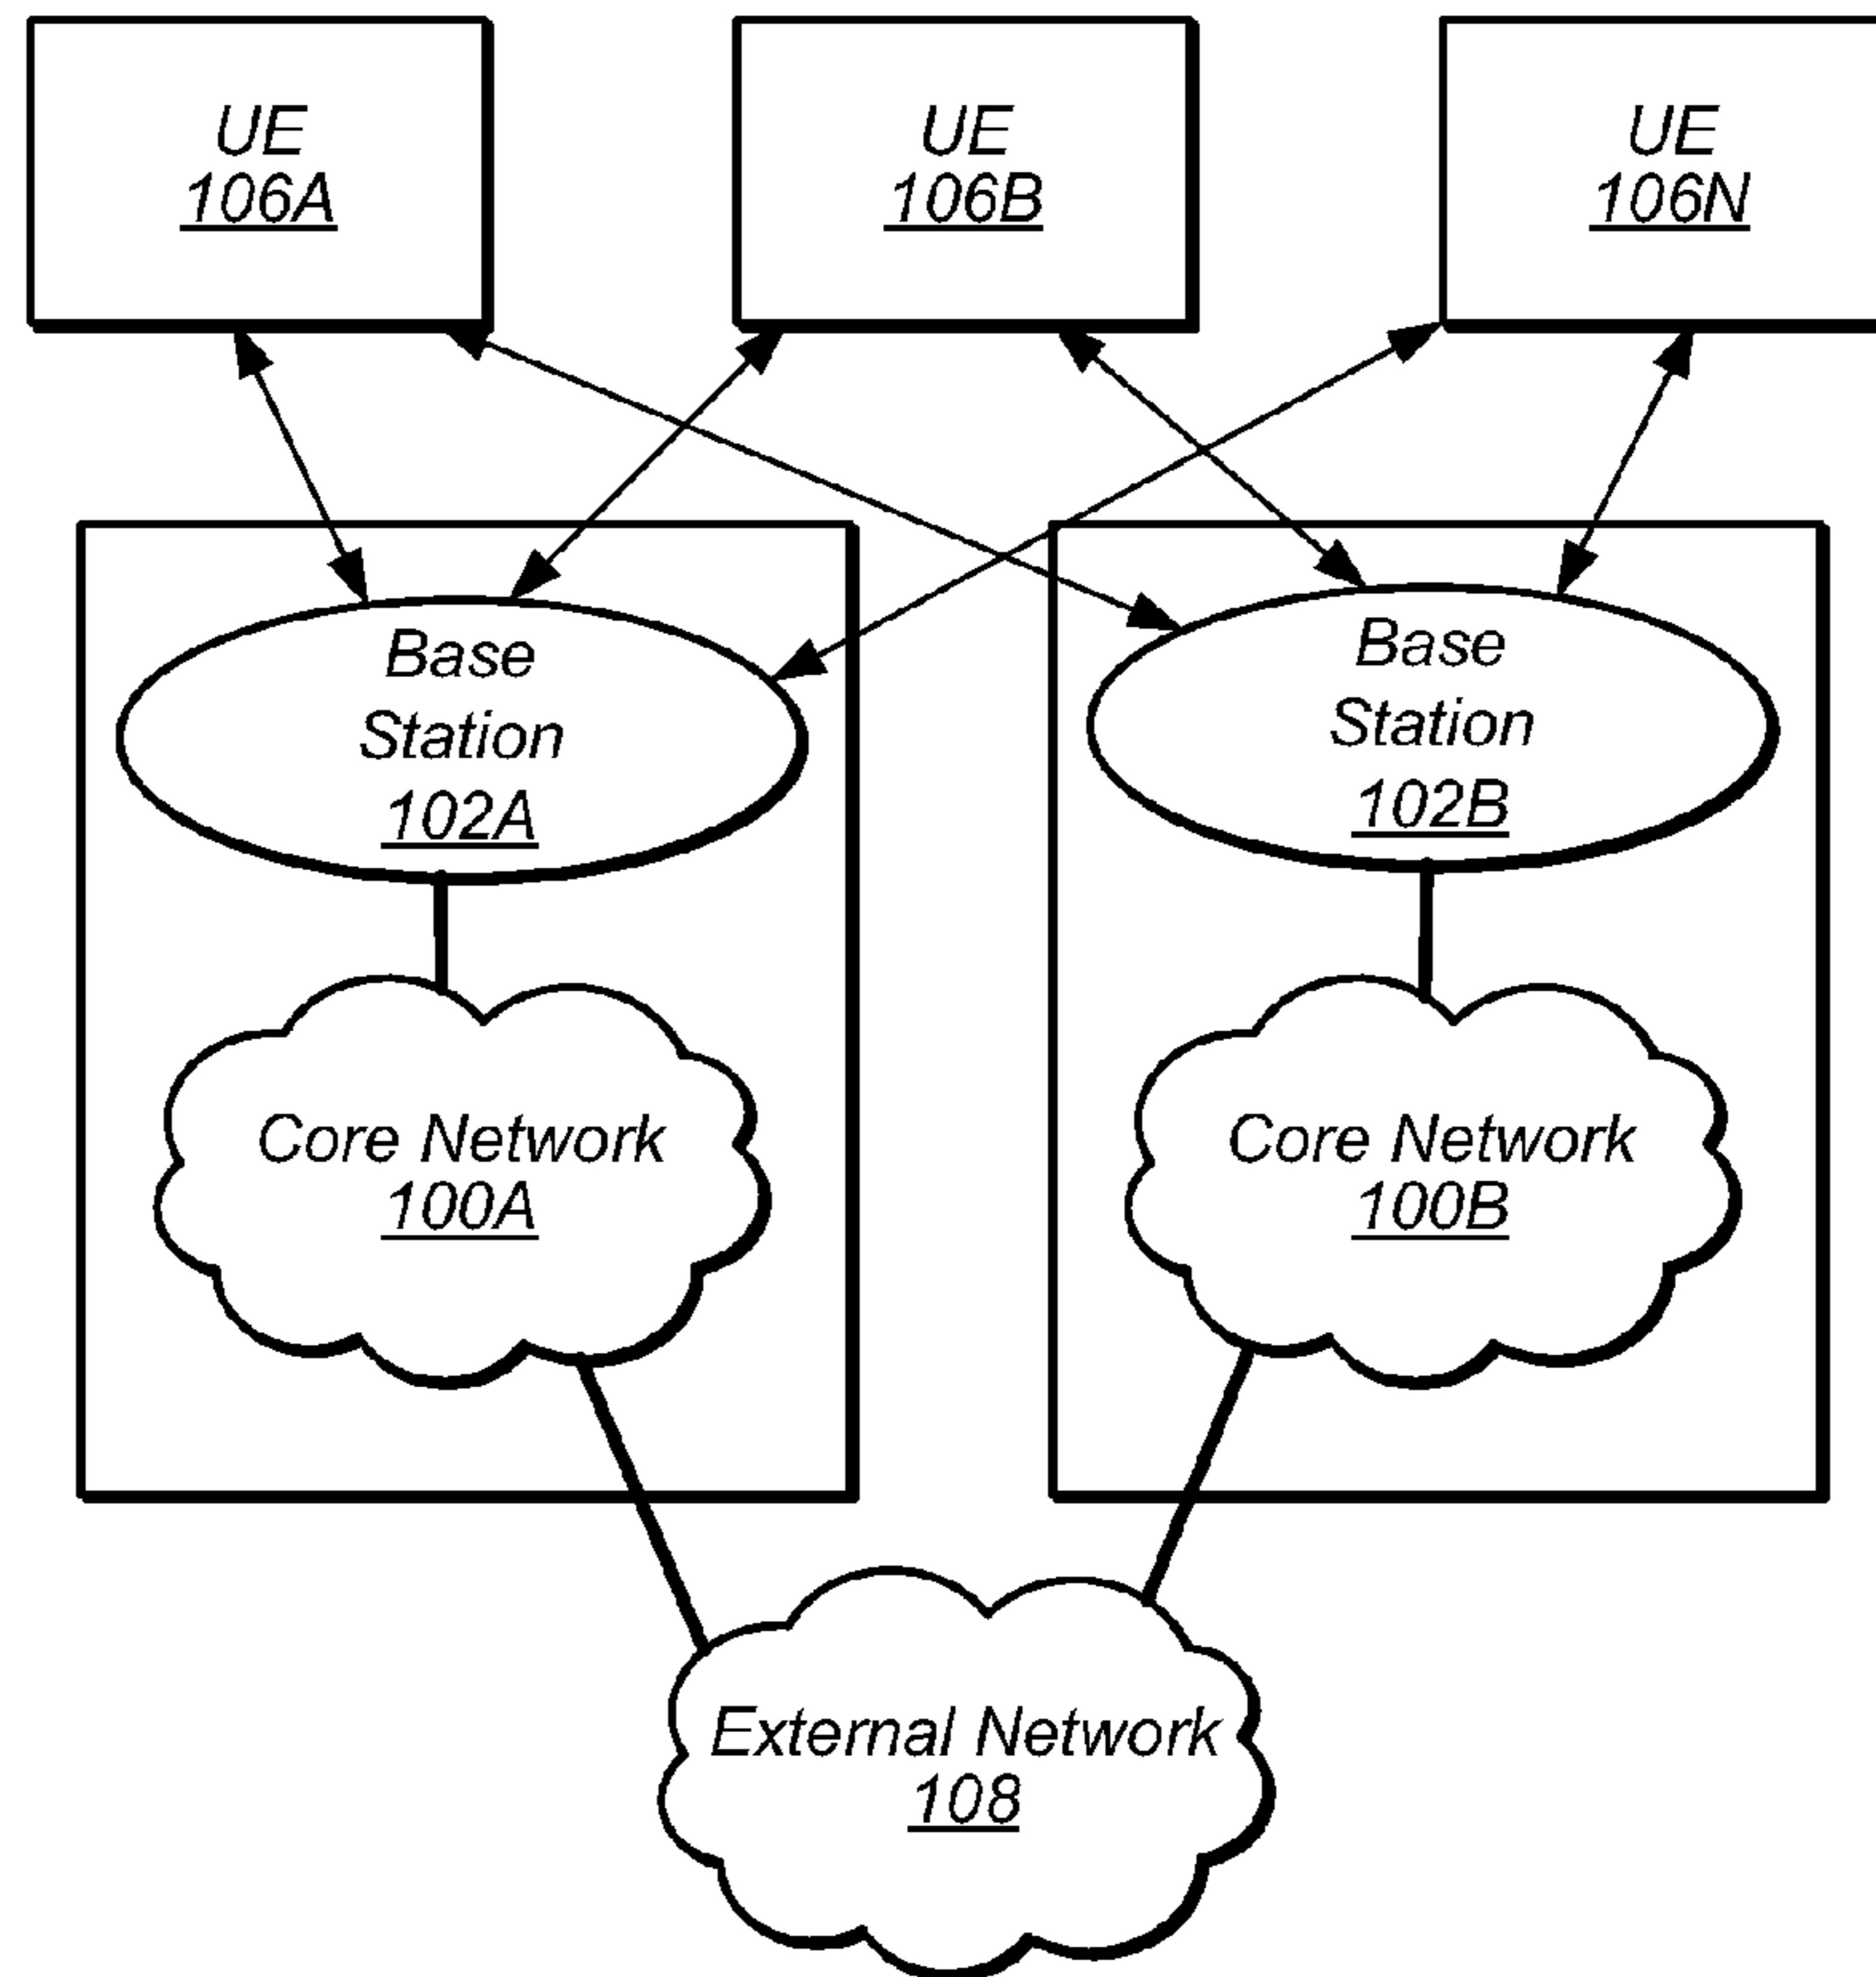 UE
106A
UE
106B
UE
106N
Base
Station
102A
Base
Station
102B
Core Network
100A
Core Network
100B
External Network
108